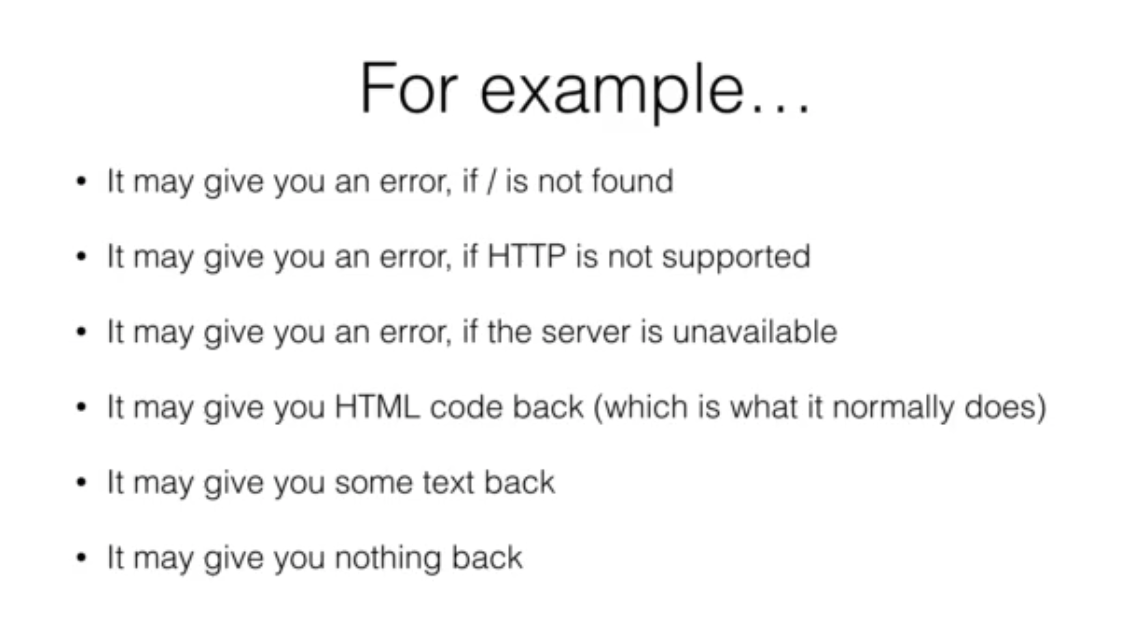 For example...
• It may give you an error, if / is not found
• It may give you an error, if HTTP is not supported
• It may give you an error, if the server is unavailable
• It may give you HTML code back (which is what it normally does)
• It may give you some text back
• It may give you nothing back